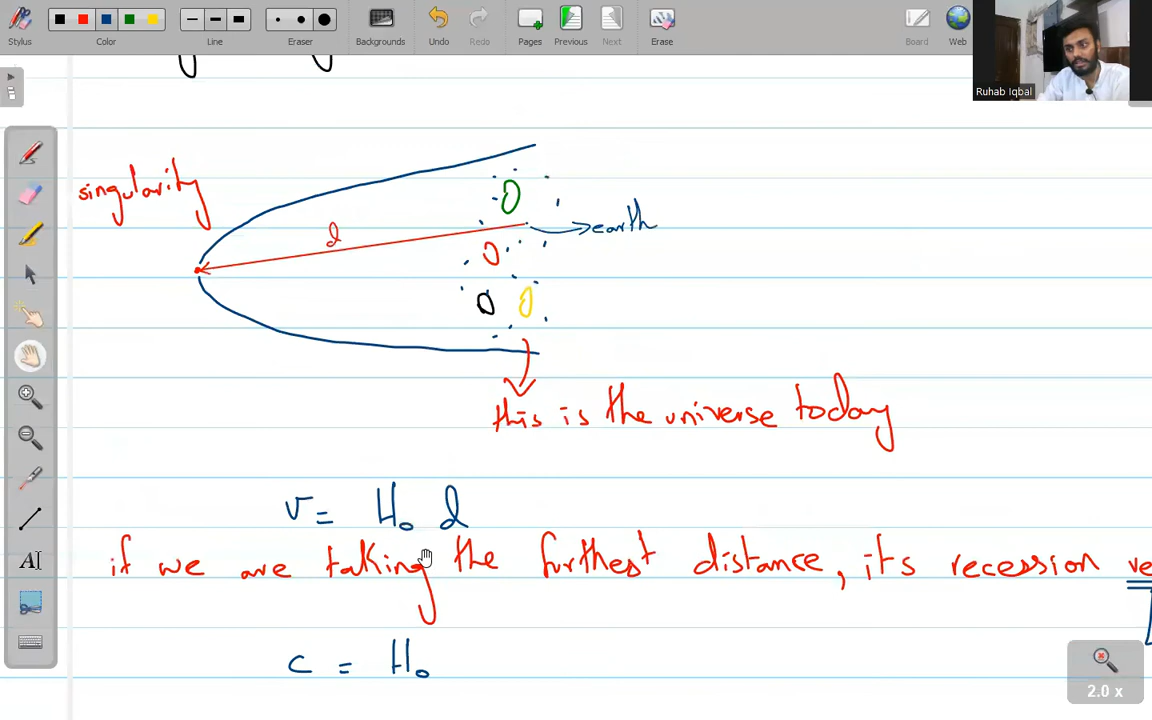 Stylus
Color
Line
Eraser
Backgrounds
Undo
Redo
Pages
Previous
Next
Erase
Board
Web
Ruhab Iqbal
singularity
d
earth
this is the universe today
v = H₀ d
if we are taking the furthest distance, its recession ve
c = H₀
A
2.0 x